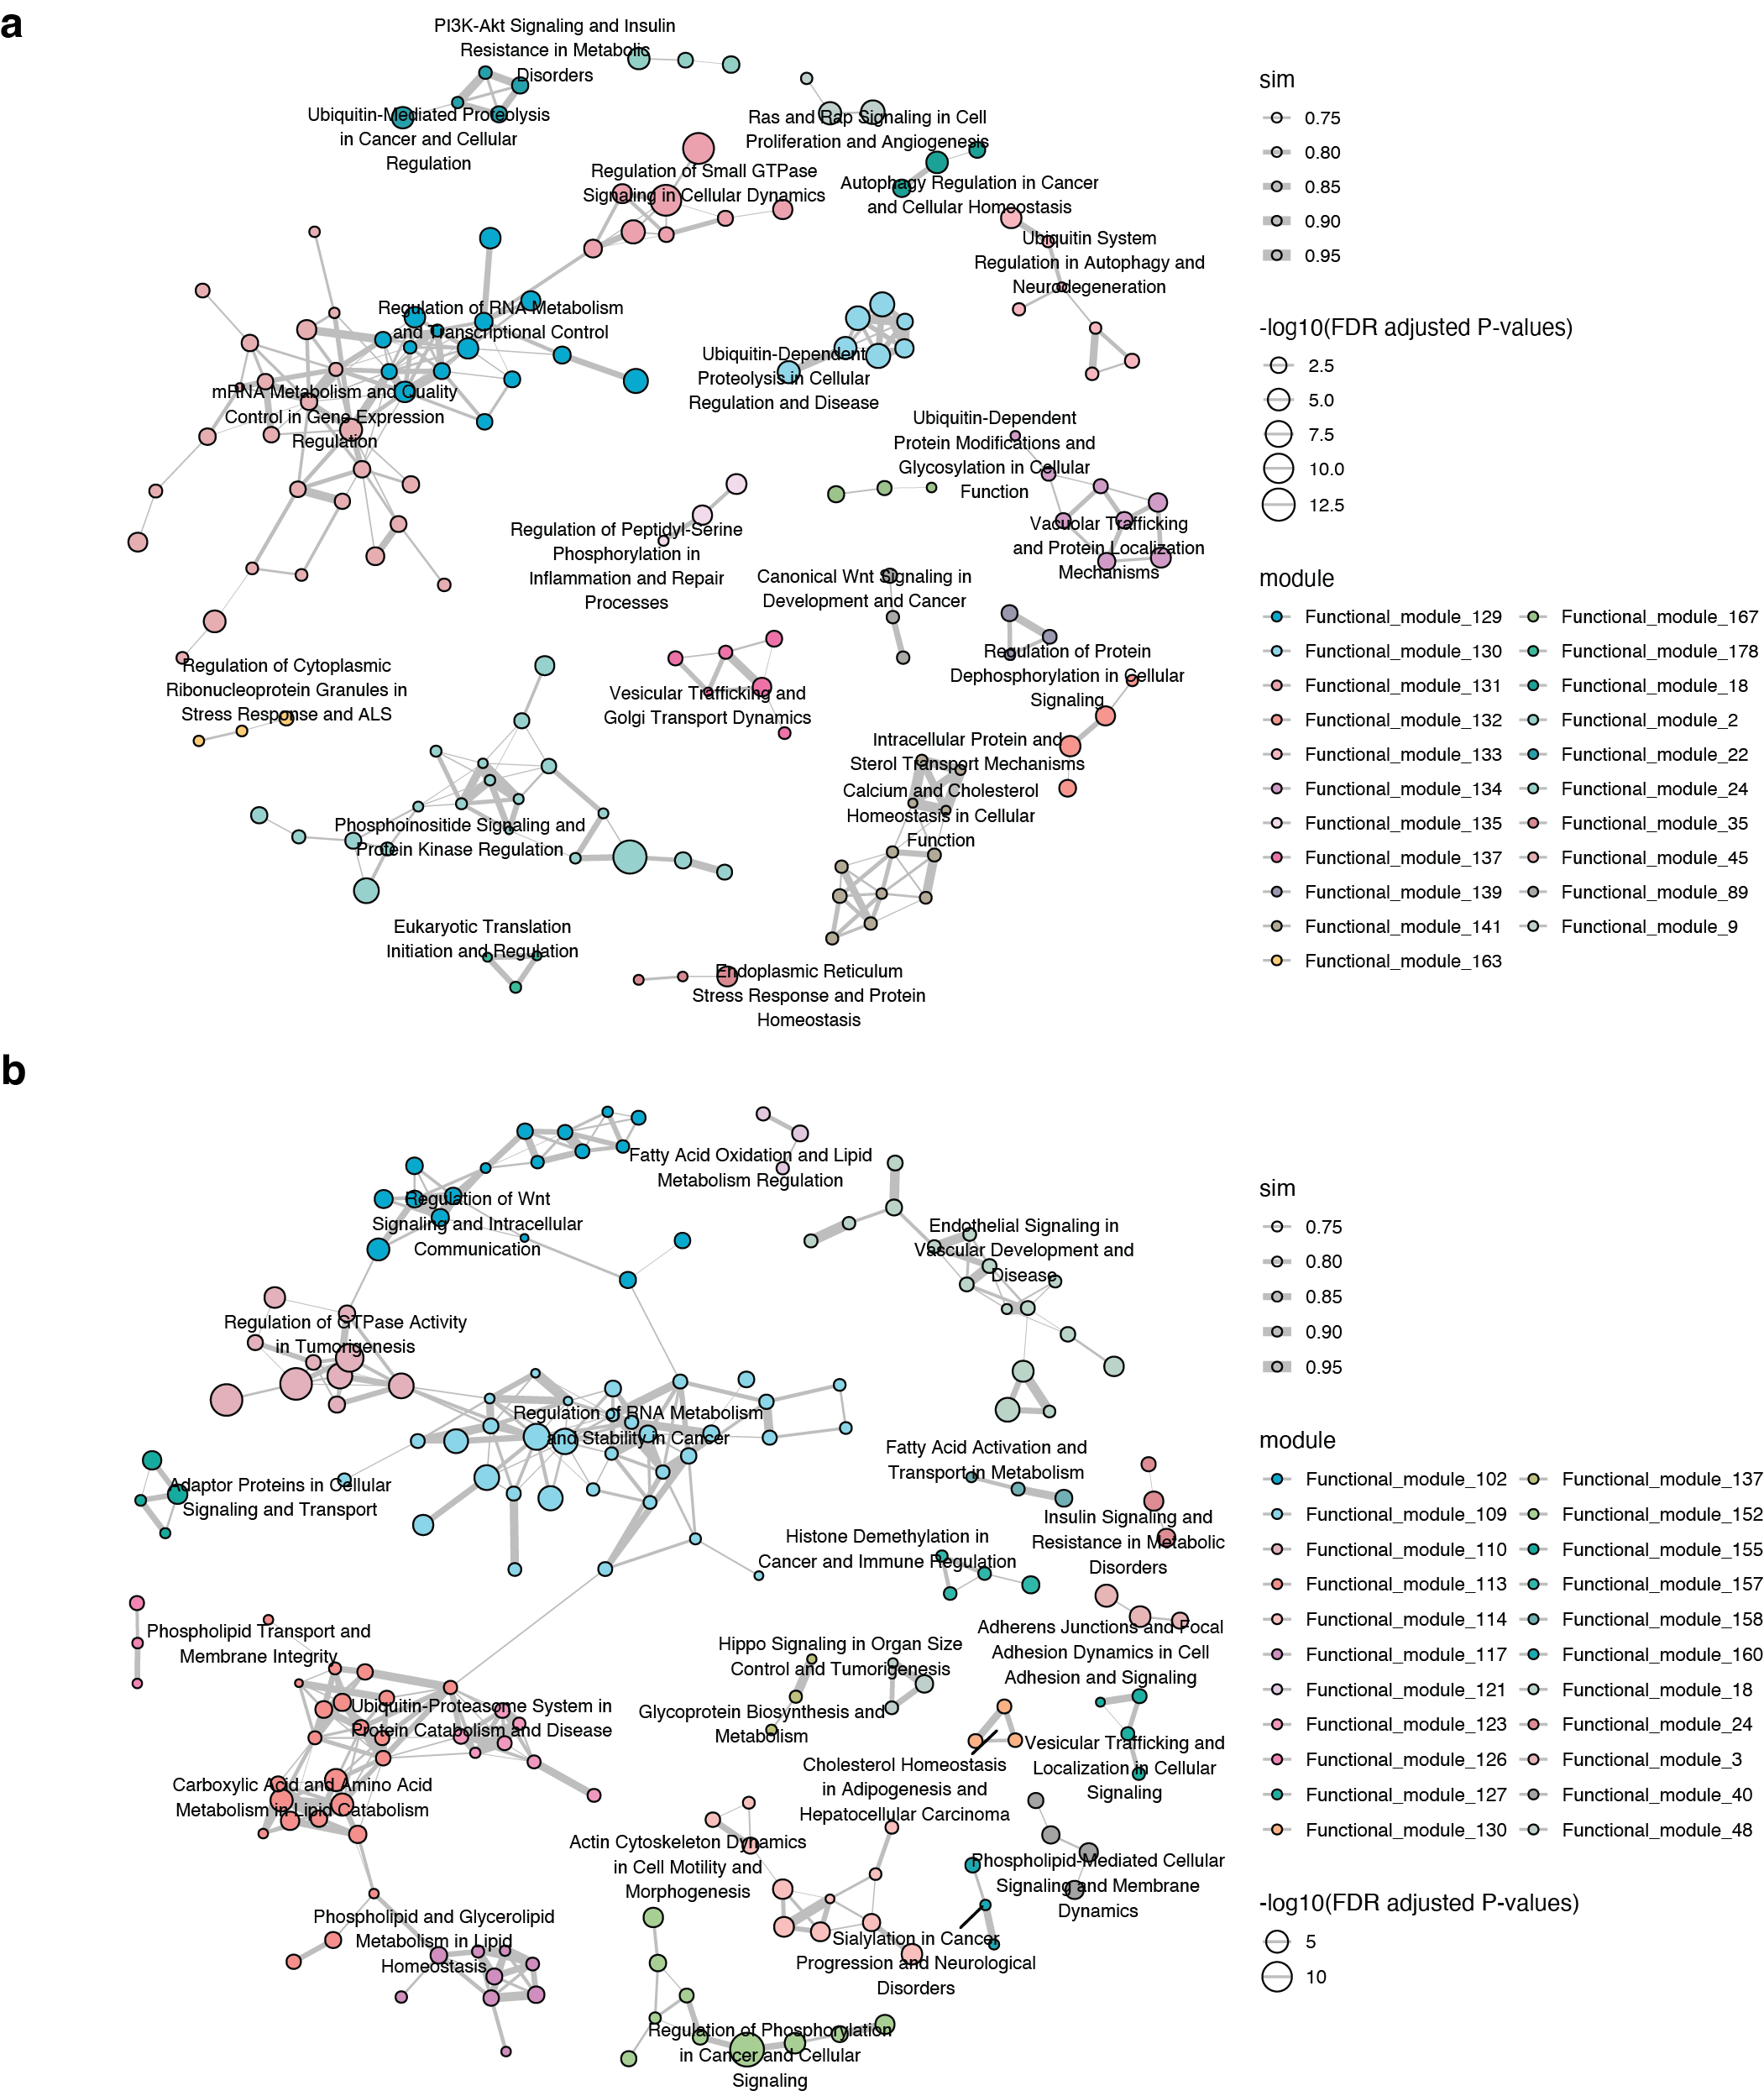 a
PI3K-Akt Signaling and Insulin
Resistance in Metabolic
Disorders
Ubiquitin-Mediated Proteolysis
in Cancer and Cellular
Regulation
Ras and Rap Signaling in Cell
Proliferation and Angiogenesis
Regulation of Small GTPase
Signaling in Cellular Dynamics
Autophagy Regulation in Cancer
and Cellular Homeostasis
Ubiquitin System
Regulation in Autophagy and
Neurodegeneration
Regulation of RNA Metabolism
and Transcriptional Control
Ubiquitin-Dependent
Proteolysis in Cellular
Regulation and Disease
mRNA Metabolism and Quality
Control in Gene Expression
Regulation
Ubiquitin-Dependent
Protein Modifications and
Glycosylation in Cellular
Function
Vacuolar Trafficking
and Protein Localization
Mechanisms
Regulation of Peptidyl-Serine
Phosphorylation in
Inflammation and Repair
Processes
Canonical Wnt Signaling in
Development and Cancer
Regulation of Protein
Dephosphorylation in Cellular
Signaling
Regulation of Cytoplasmic
Ribonucleoprotein Granules in
Stress Response and ALS
Vesicular Trafficking and
Golgi Transport Dynamics
Intracellular Protein and
Sterol Transport Mechanisms
Calcium and Cholesterol
Homeostasis in Cellular
Function
Phosphoinositide Signaling and
Protein Kinase Regulation
Eukaryotic Translation
Initiation and Regulation
Endoplasmic Reticulum
Stress Response and Protein
Homeostasis
sim
0.75
0.80
0.85
0.90
0.95
-log10(FDR adjusted P-values)
2.5
5.0
7.5
10.0
12.5
module
Functional_module_129
Functional_module_130
Functional_module_131
Functional_module_132
Functional_module_133
Functional_module_134
Functional_module_135
Functional_module_137
Functional_module_139
Functional_module_141
Functional_module_163
Functional_module_167
Functional_module_178
Functional_module_18
Functional_module_2
Functional_module_22
Functional_module_24
Functional_module_35
Functional_module_45
Functional_module_89
Functional_module_9
b
Fatty Acid Oxidation and Lipid
Metabolism Regulation
Regulation of Wnt
Signaling and Intracellular
Communication
Endothelial Signaling in
Vascular Development and
Disease
Regulation of GTPase Activity
in Tumorigenesis
Regulation of RNA Metabolism
and Stability in Cancer
Fatty Acid Activation and
Transport in Metabolism
Adaptor Proteins in Cellular
Signaling and Transport
Insulin Signaling and
Resistance in Metabolic
Disorders
Histone Demethylation in
Cancer and Immune Regulation
Phospholipid Transport and
Membrane Integrity
Adherens Junctions and Focal
Adhesion Dynamics in Cell
Adhesion and Signaling
Hippo Signaling in Organ Size
Control and Tumorigenesis
Ubiquitin-Proteasome System in
Protein Catabolism and Disease
Glycoprotein Biosynthesis and
Metabolism
Vesicular Trafficking and
Localization in Cellular
Signaling
Cholesterol Homeostasis
in Adipogenesis and
Hepatocellular Carcinoma
Carboxylic Acid and Amino Acid
Metabolism in Lipid Catabolism
Actin Cytoskeleton Dynamics
in Cell Motility and
Morphogenesis
Phospholipid-Mediated Cellular
Signaling and Membrane
Dynamics
Phospholipid and Glycerolipid
Metabolism in Lipid
Homeostasis
Sialylation in Cancer
Progression and Neurological
Disorders
Regulation of Phosphorylation
in Cancer and Cellular
Signaling
sim
0.75
0.80
0.85
0.90
0.95
module
Functional_module_102
Functional_module_109
Functional_module_110
Functional_module_113
Functional_module_114
Functional_module_117
Functional_module_121
Functional_module_123
Functional_module_126
Functional_module_127
Functional_module_130
Functional_module_137
Functional_module_152
Functional_module_155
Functional_module_157
Functional_module_158
Functional_module_160
Functional_module_18
Functional_module_24
Functional_module_3
Functional_module_40
Functional_module_48
-log10(FDR adjusted P-values)
5
10